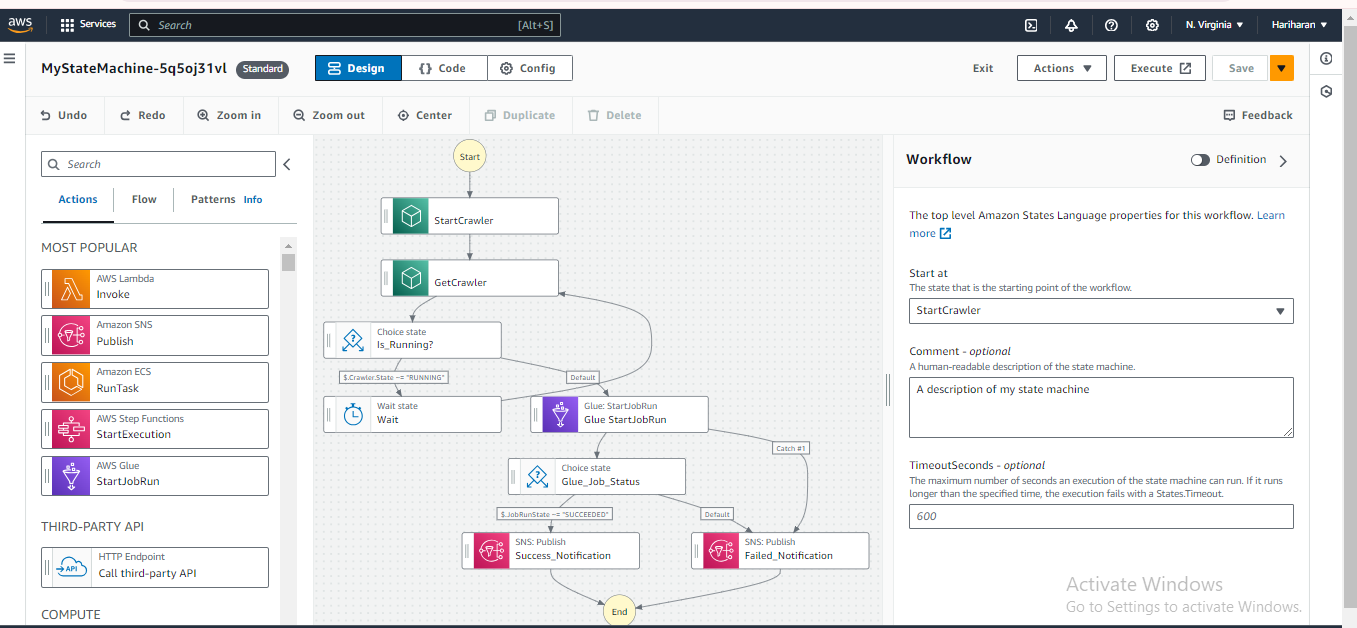 aws
Services
Search
[Alt+S]
N. Virginia
Hariharan
MyStateMachine-5q5oj31vl
Standard
Design
{} Code
Config
Exit
Actions
Execute
Save
Undo
Redo
Zoom in
Zoom out
Center
Duplicate
Delete
Feedback
Search
Actions
Flow
Patterns
Info
MOST POPULAR
AWS Lambda
Invoke
Amazon SNS
Publish
Amazon ECS
RunTask
AWS Step Functions
StartExecution
AWS Glue
StartJobRun
THIRD-PARTY API
HTTP Endpoint
API
Call third-party API
COMPUTE
Start
StartCrawler
GetCrawler
Choice state
Is_Running?
$.Crawler.State == "RUNNING"
Default
Wait state
Wait
Glue: StartJobRun
Glue StartJobRun
Catch #1
Choice state
Glue_Job_Status
$.JobRunState == "SUCCEEDED"
Default
SNS: Publish
Success_Notification
SNS: Publish
Failed_Notification
End
Workflow
Definition
The top level Amazon States Language properties for this workflow. Learn
more
Start at
The state that is the starting point of the workflow.
StartCrawler
Comment - optional
A human-readable description of the state machine.
A description of my state machine
TimeoutSeconds - optional
The maximum number of seconds an execution of the state machine can run. If it runs
longer than the specified time, the execution fails with a States.Timeout.
600
Activate Windows
Go to Settings to activate Windows.